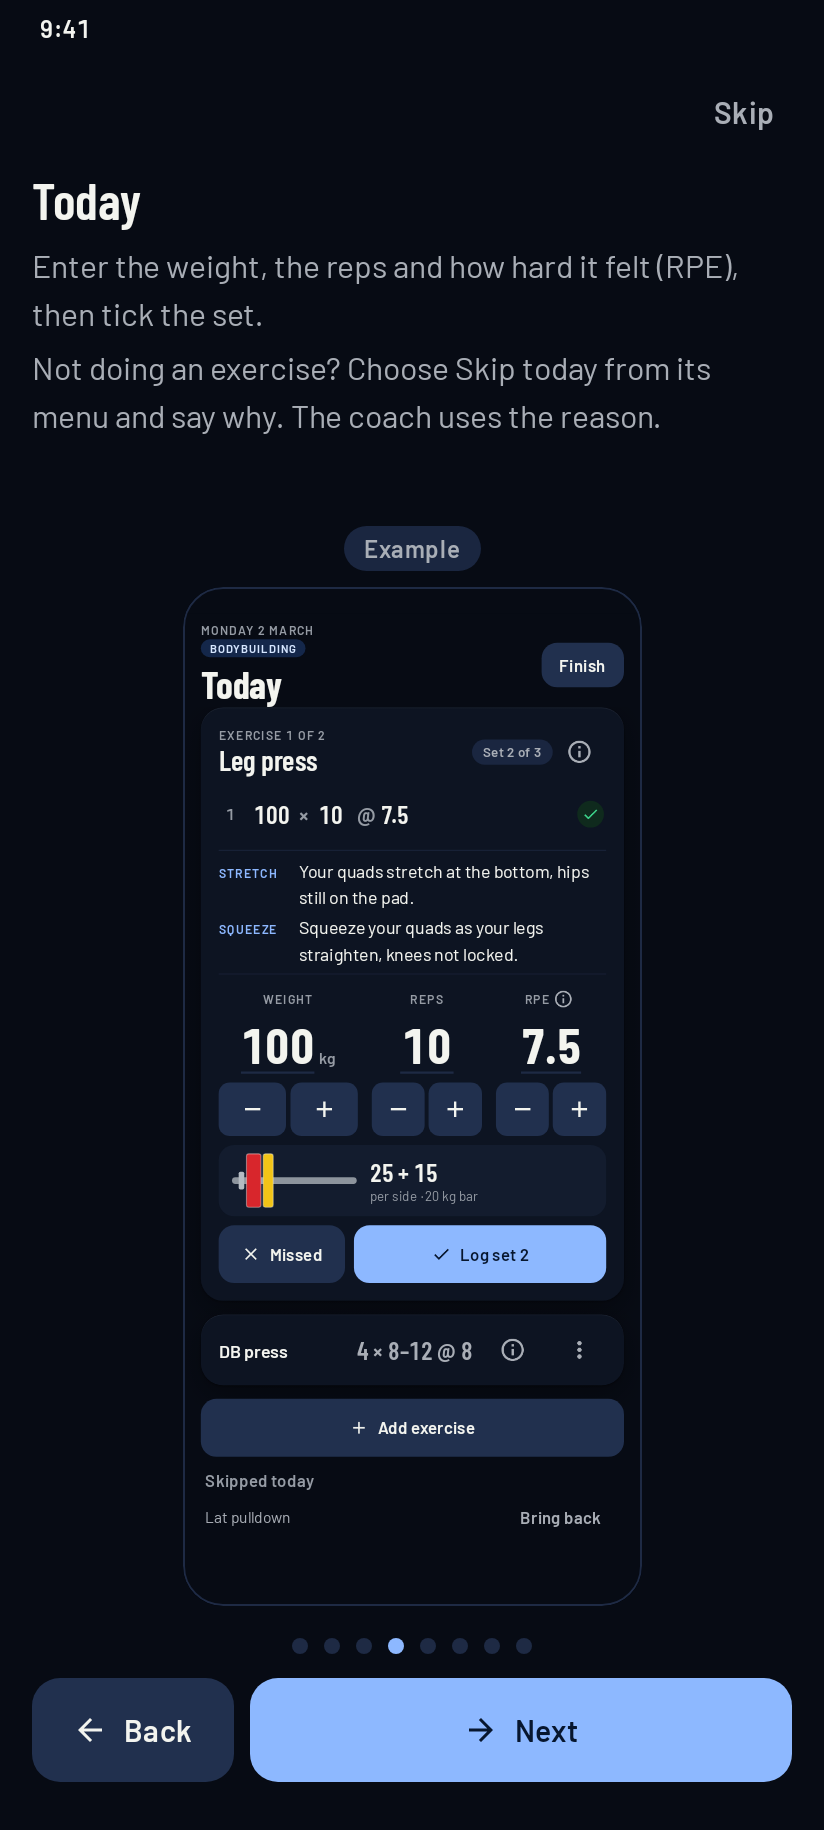 9:41
Skip
Today
Enter the weight, the reps and how hard it felt (RPE),
then tick the set.
Not doing an exercise? Choose Skip today from its
menu and say why. The coach uses the reason.
Example
MONDAY 2 MARCH
BODYBUILDING
Today
Finish
EXERCISE 1 OF 2
Leg press
Set 2 of 3
1 100 × 10 @ 7.5
STRETCH Your quads stretch at the bottom, hips
still on the pad.
SQUEEZE Squeeze your quads as your legs
straighten, knees not locked.
WEIGHT REPS RPE
100 kg 10 7.5
− + − + − +
25 + 15
per side · 20 kg bar
Missed Log set 2
DB press 4 × 8–12 @ 8
+ Add exercise
Skipped today
Lat pulldown Bring back
Back Next